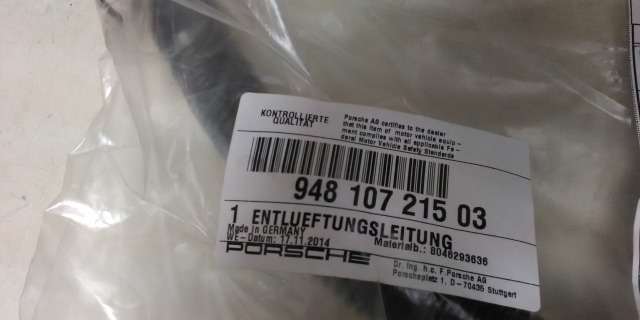 KONTROLLIERTE
QUALITÄT
Porsche AG certifies to the dealer
that this item of motor vehicle equip-
ment complies with all applicable Fe-
deral Motor Vehicle Safety Standards
948 107 215 03
1 ENTLUEFTUNGSLEITUNG
Made in GERMANY
WE-Datum: 17.11.2014
Materialb.: 8048293636
PORSCHE
Dr. Ing. h.c. F.Porsche AG
Porscheplatz 1, D-70435 Stuttgart